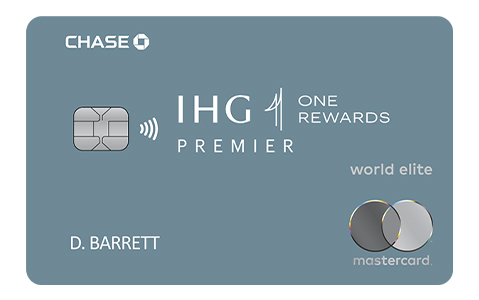 CHASE
IHG ONE
REWARDS
PREMIER
world elite
D. BARRETT
mastercard.